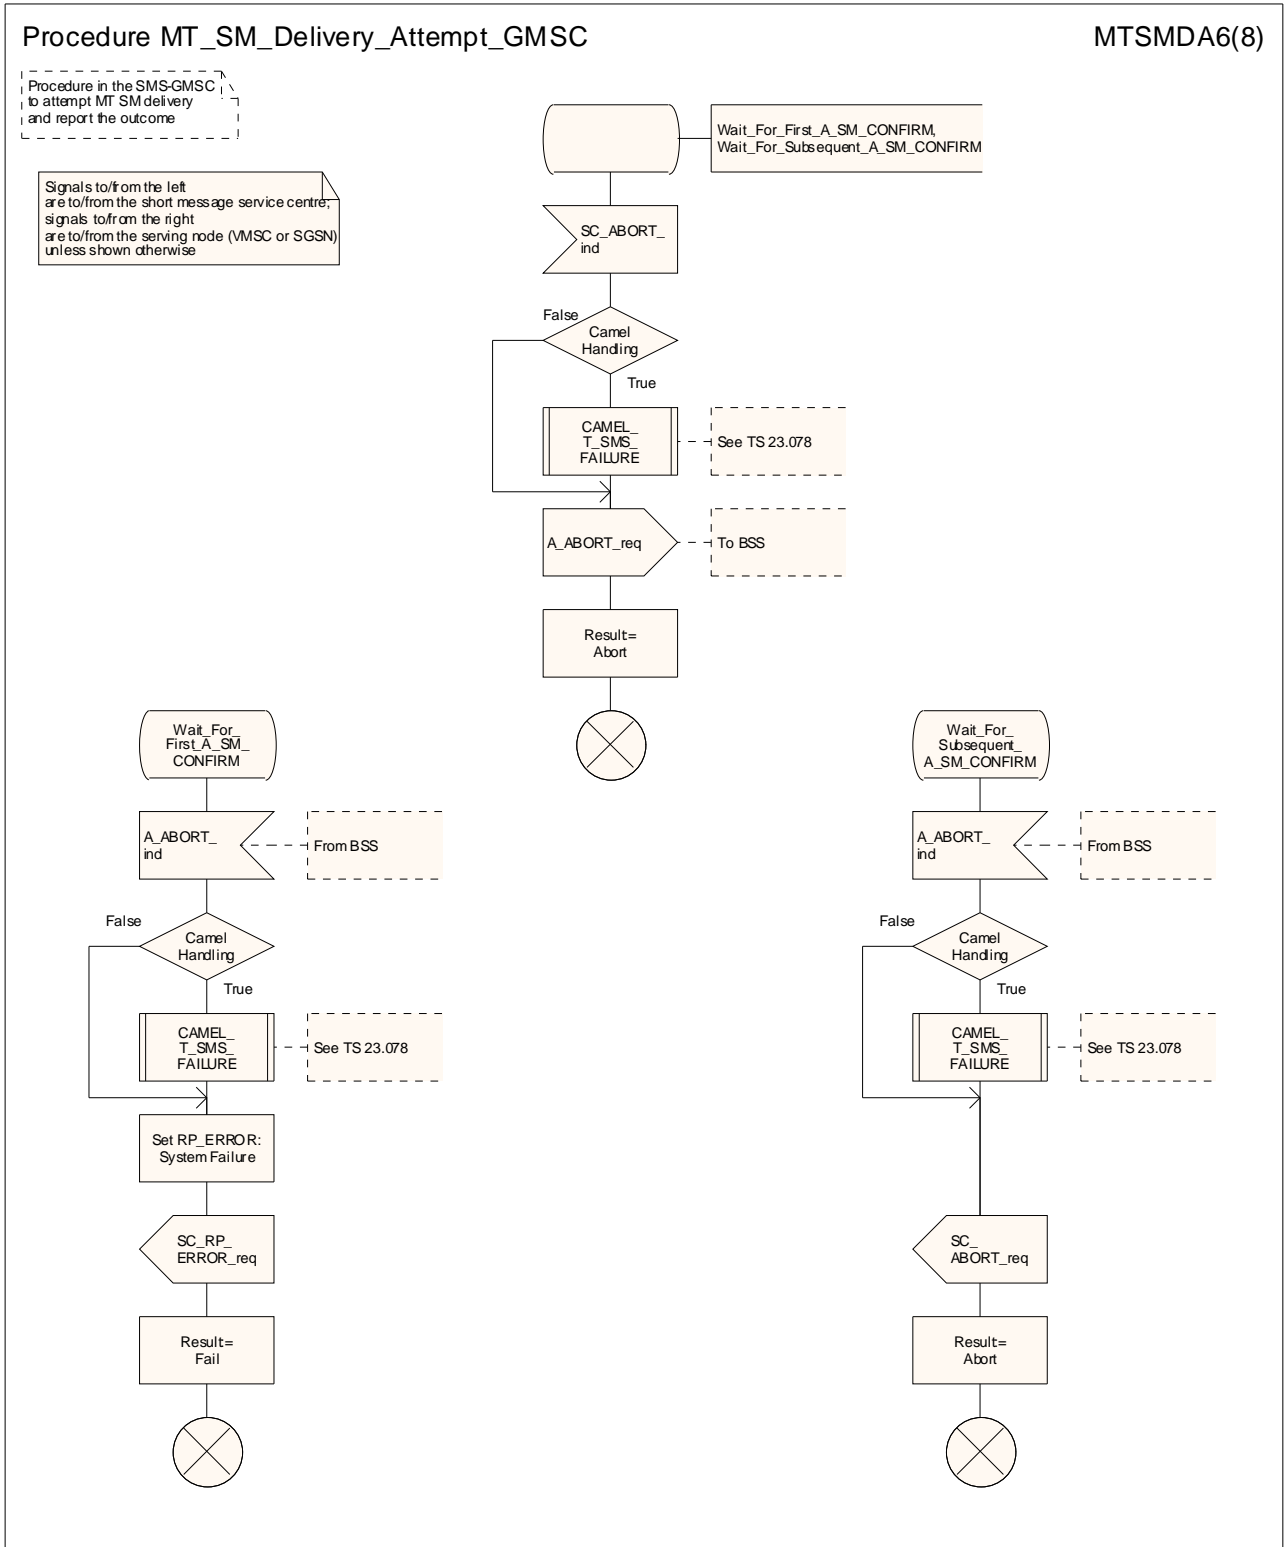 Procedure MT_SM_Delivery_Attempt_GMSC
MTSMDA6(8)
Procedure in the SMS-GMSC
to attempt MT SM delivery
and report the outcome
Signals to/from the left
are to/from the short message service centre;
signals to/from the right
are to/from the serving node (VMSC or SGSN)
unless shown otherwise
Wait_For_First_A_SM_CONFIRM,
Wait_For_Subsequent_A_SM_CONFIRM
SC_ABORT_
ind
False
Camel
Handling
True
CAMEL_
T_SMS_
FAILURE
See TS 23.078
A_ABORT_req
To BSS
Result=
Abort
Wait_For_
First_A_SM_
CONFIRM
A_ABORT_
ind
From BSS
False
Camel
Handling
True
CAMEL_
T_SMS_
FAILURE
See TS 23.078
Set RP_ERROR:
System Failure
SC_RP_
ERROR_req
Result=
Fail
Wait_For_
Subsequent_
A_SM_CONFIRM
A_ABORT_
ind
From BSS
False
Camel
Handling
True
CAMEL_
T_SMS_
FAILURE
See TS 23.078
SC_
ABORT_req
Result=
Abort